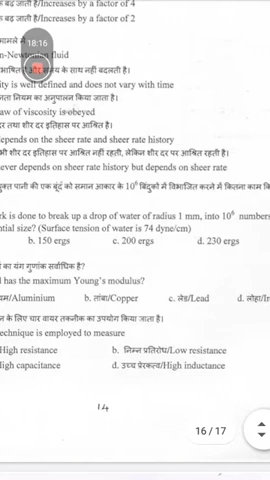 बढ़ जाती है/Increases by a factor of 4
बढ़ जाती है/Increases by a factor of 2
मामले में
18:16
n-Newtonian fluid
के साथ नहीं बदलती है।
ity is well defined and does not vary with time
नता नियम का अनुपालन किया जाता है।
aw of viscosity is obeyed
दर तथा शीर दर इतिहास पर आश्रित है।
epends on the sheer rate and sheer rate history
भी शीर दर इतिहास पर आश्रित नहीं रहती, लेकिन शीर दर पर आश्रित रहती है।
ever depends on sheer rate history but depends on sheer rate
युक्त पानी की एक बूंद को समान आकार के 10⁶ बिंदुकों में विभाजित करने में कितना काम कि
rk is done to break up a drop of water of radius 1 mm, into 10⁶ numbers
ntial size? (Surface tension of water is 74 dyne/cm)
b. 150 ergs c. 200 ergs d. 230 ergs
का यंग गुणांक सर्वाधिक है?
l has the maximum Young's modulus?
यम/Aluminium b. तांबा/Copper c. लेड/Lead d. लोहा/Ir
न के लिए चार वायर तकनीक का उपयोग किया जाता है।
echnique is employed to measure
High resistance b. निम्न प्रतिरोध/Low resistance
High capacitance d. उच्च प्रेरकत्व/High inductance
14
16 / 17